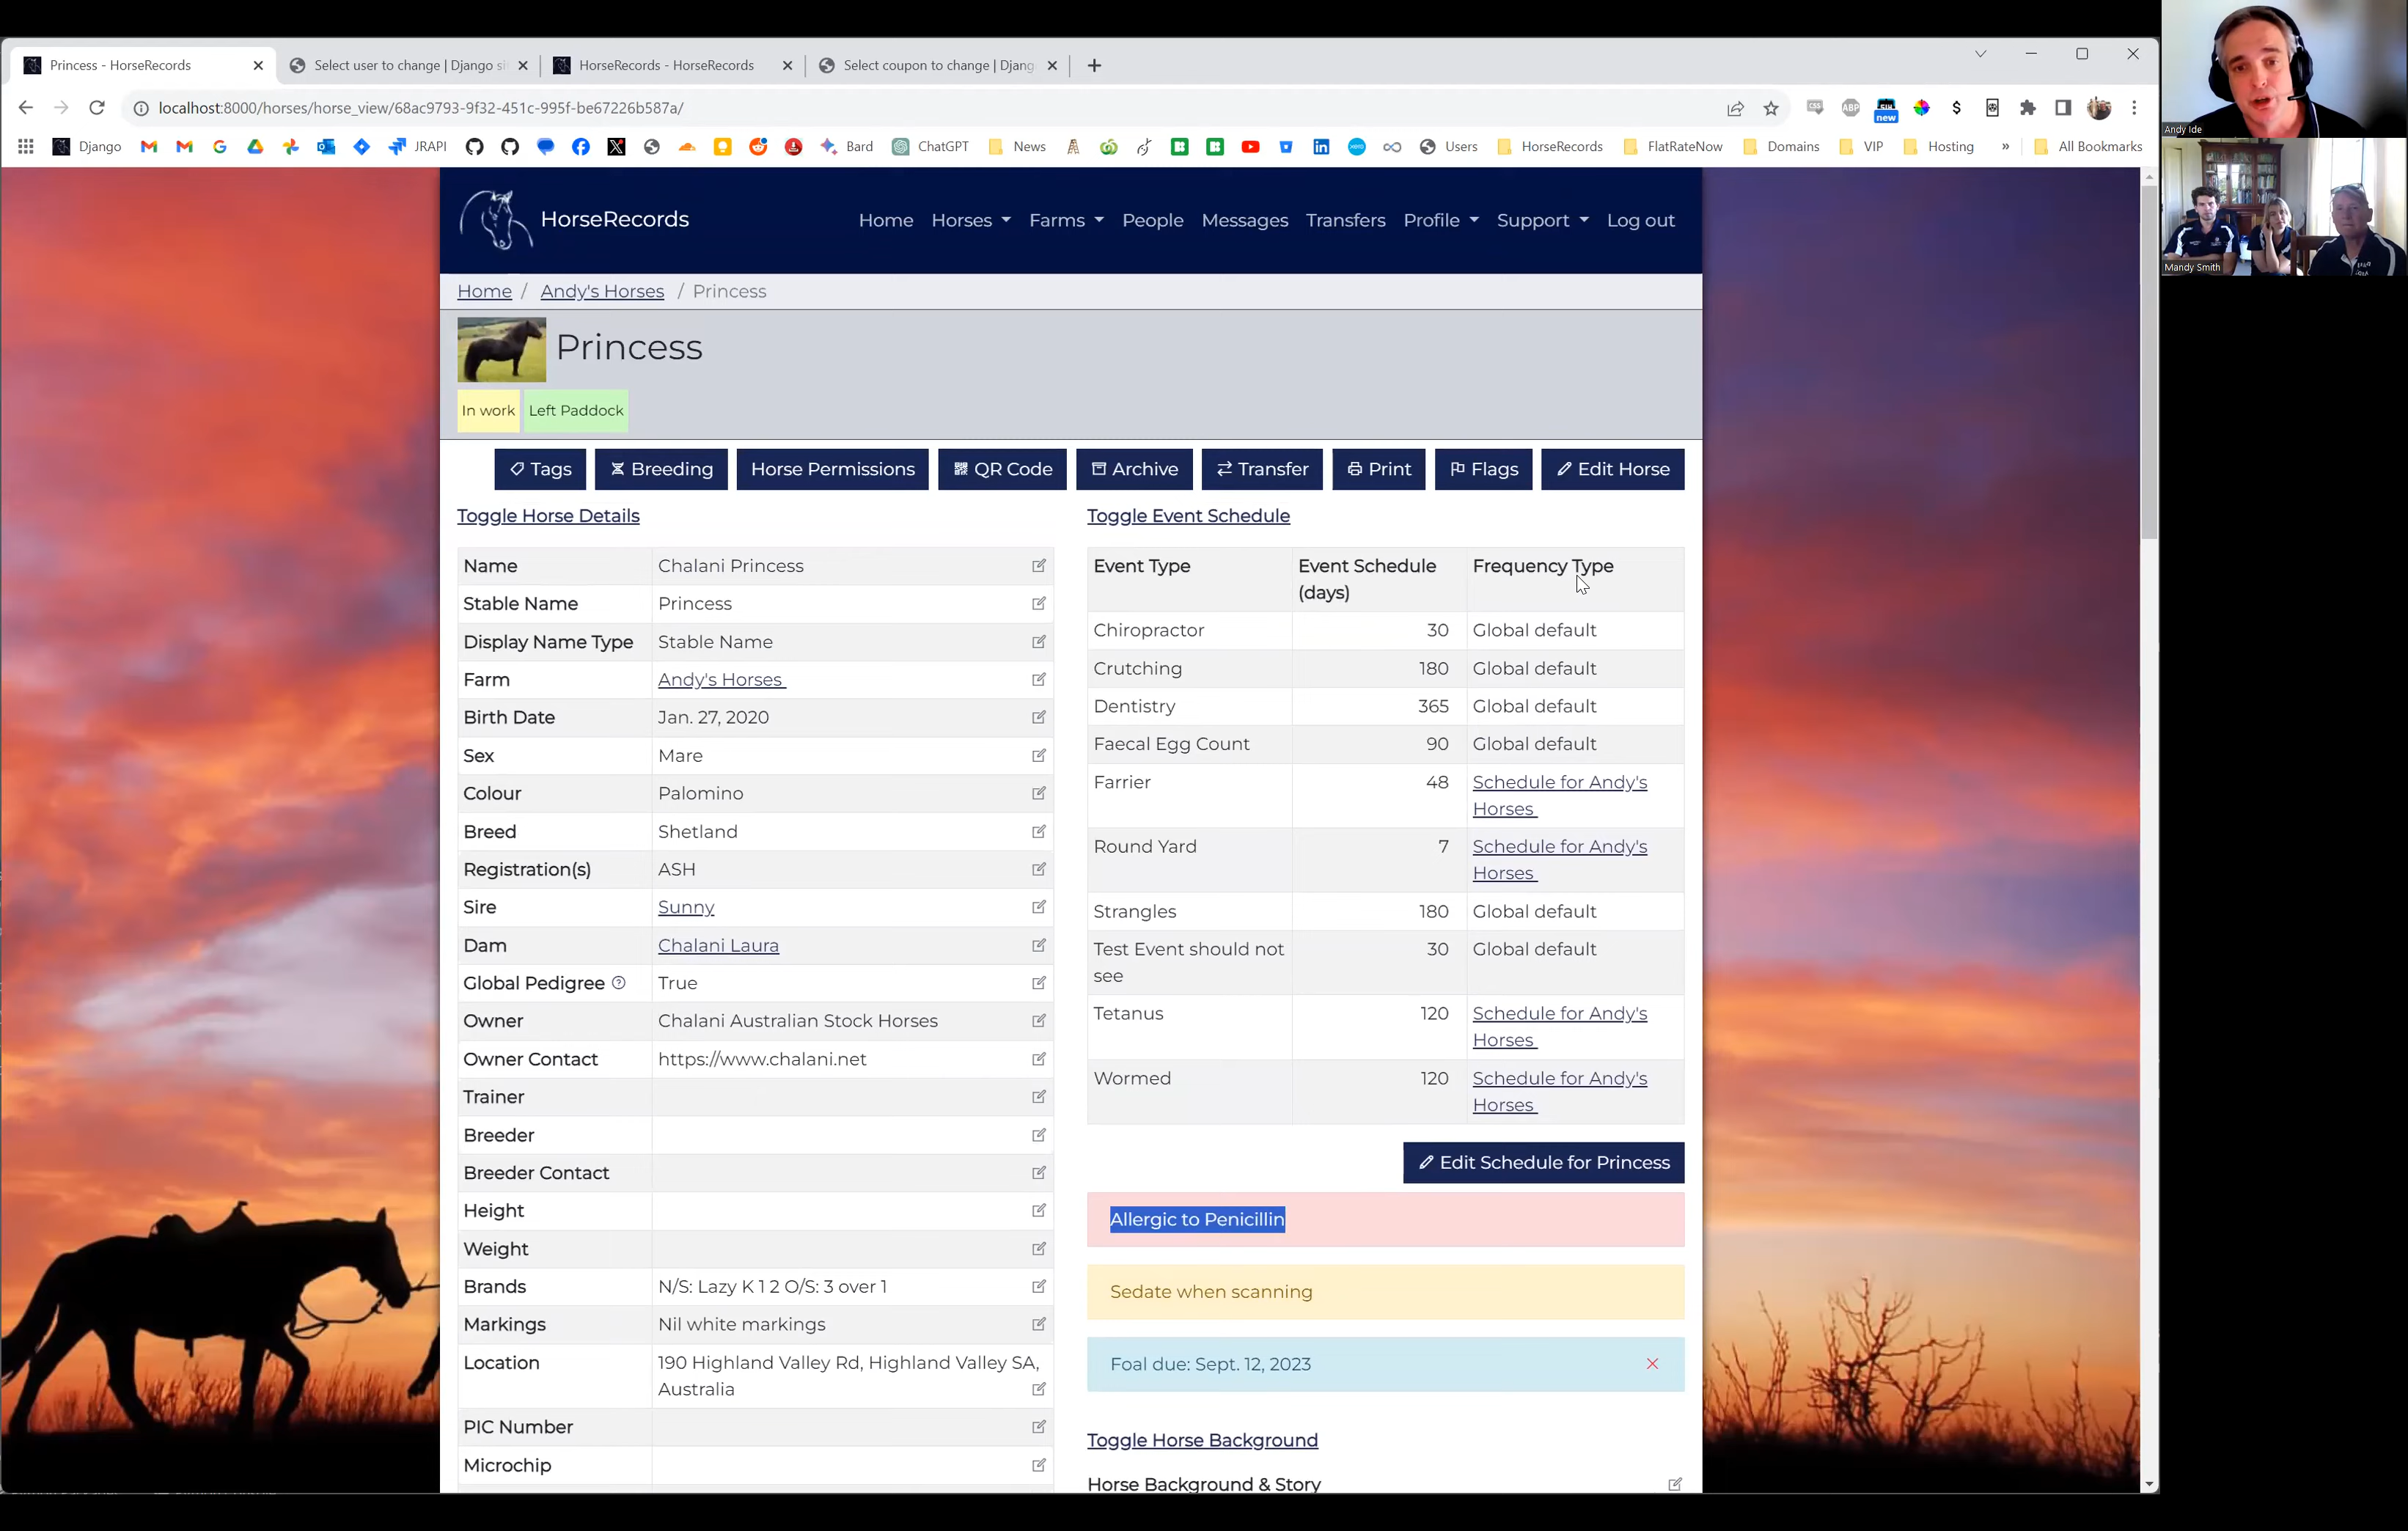 Princess - HorseRecords
Select user to change | Django si
HorseRecords - HorseRecords
Select coupon to change | Djang
localhost:8000/horses/horse_view/68ac9793-9f32-451c-995f-be67226b587a/
new
Django
JRAPI
Bard
ChatGPT
News
Users
HorseRecords
FlatRateNow
Domains
VIP
Hosting
»
All Bookmarks
Andy Ide
Mandy Smith
HorseRecords
Home
Horses
Farms
People
Messages
Transfers
Profile
Support
Log out
Home / Andy's Horses / Princess
Princess
In work
Left Paddock
Tags
Breeding
Horse Permissions
QR Code
Archive
Transfer
Print
Flags
Edit Horse
Toggle Horse Details
Name Chalani Princess
Stable Name Princess
Display Name Type Stable Name
Farm Andy's Horses
Birth Date Jan. 27, 2020
Sex Mare
Colour Palomino
Breed Shetland
Registration(s) ASH
Sire Sunny
Dam Chalani Laura
Global Pedigree True
Owner Chalani Australian Stock Horses
Owner Contact https://www.chalani.net
Trainer
Breeder
Breeder Contact
Height
Weight
Brands N/S: Lazy K 1 2 O/S: 3 over 1
Markings Nil white markings
Location 190 Highland Valley Rd, Highland Valley SA,
Australia
PIC Number
Microchip
Toggle Event Schedule
Event Type Event Schedule Frequency Type
(days)
Chiropractor 30 Global default
Crutching 180 Global default
Dentistry 365 Global default
Faecal Egg Count 90 Global default
Farrier 48 Schedule for Andy's
Horses
Round Yard 7 Schedule for Andy's
Horses
Strangles 180 Global default
Test Event should not 30 Global default
see
Tetanus 120 Schedule for Andy's
Horses
Wormed 120 Schedule for Andy's
Horses
Edit Schedule for Princess
Allergic to Penicillin
Sedate when scanning
Foal due: Sept. 12, 2023
Toggle Horse Background
Horse Background & Story